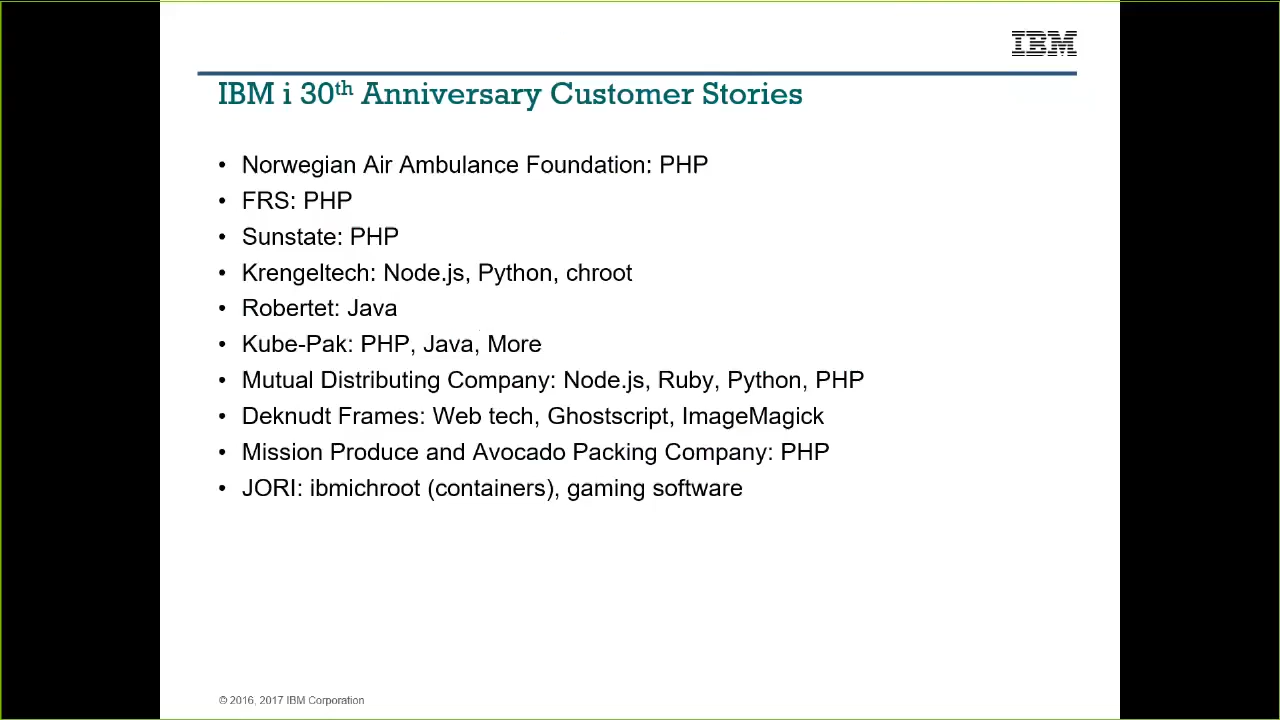 IBM
IBM i 30th Anniversary Customer Stories
• Norwegian Air Ambulance Foundation: PHP
• FRS: PHP
• Sunstate: PHP
• Krengeltech: Node.js, Python, chroot
• Robertet: Java
• Kube-Pak: PHP, Java, More
• Mutual Distributing Company: Node.js, Ruby, Python, PHP
• Deknudt Frames: Web tech, Ghostscript, ImageMagick
• Mission Produce and Avocado Packing Company: PHP
• JORI: ibmichroot (containers), gaming software
© 2016, 2017 IBM Corporation